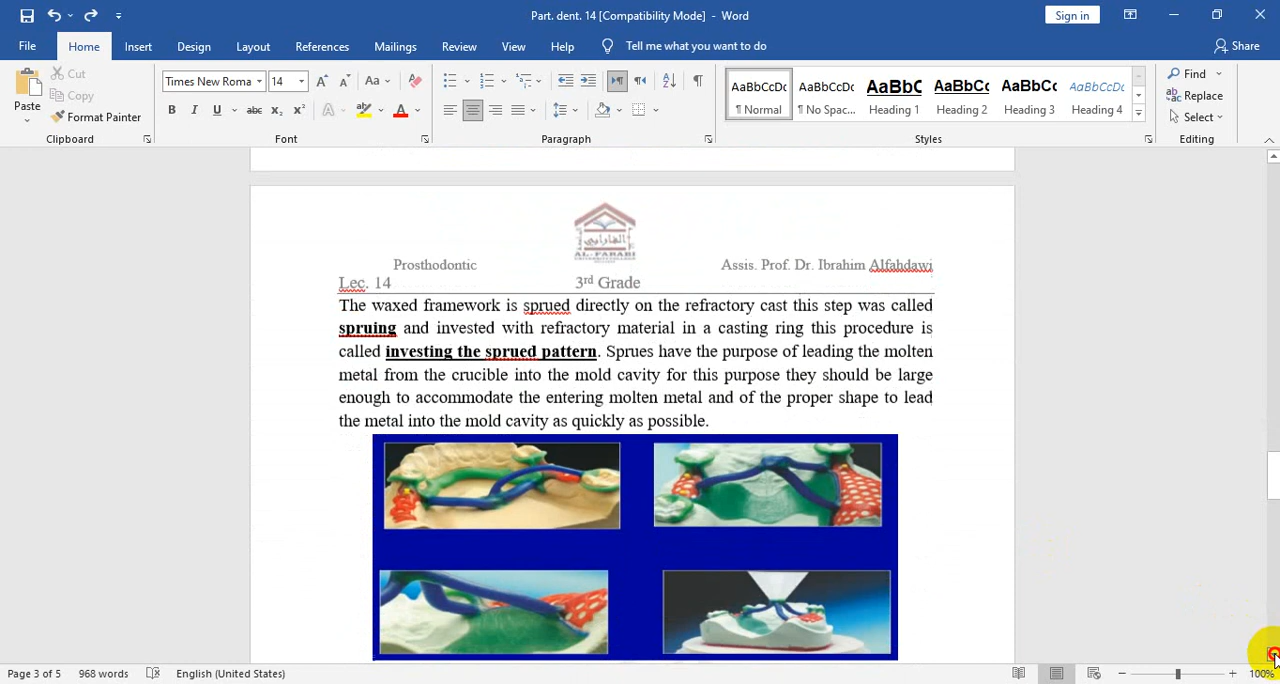 Part. dent. 14 [Compatibility Mode] - Word
Sign in
File Home Insert Design Layout References Mailings Review View Help Tell me what you want to do Share
Paste
Cut
Copy
Format Painter
Clipboard
Times New Roma 14
Font
Paragraph
AaBbCcDc AaBbCcDc AaBbC AaBbCc AaBbCc AaBbCcDc
¶ Normal ¶ No Spac... Heading 1 Heading 2 Heading 3 Heading 4
Styles
Find
Replace
Select
Editing
الفارابي
AL-FARABI
Prosthodontic Assis. Prof. Dr. Ibrahim Alfahdawi
Lec. 14 3rd Grade
The waxed framework is sprued directly on the refractory cast this step was called
spruing and invested with refractory material in a casting ring this procedure is
called investing the sprued pattern. Sprues have the purpose of leading the molten
metal from the crucible into the mold cavity for this purpose they should be large
enough to accommodate the entering molten metal and of the proper shape to lead
the metal into the mold cavity as quickly as possible.
Page 3 of 5 968 words English (United States) 100%